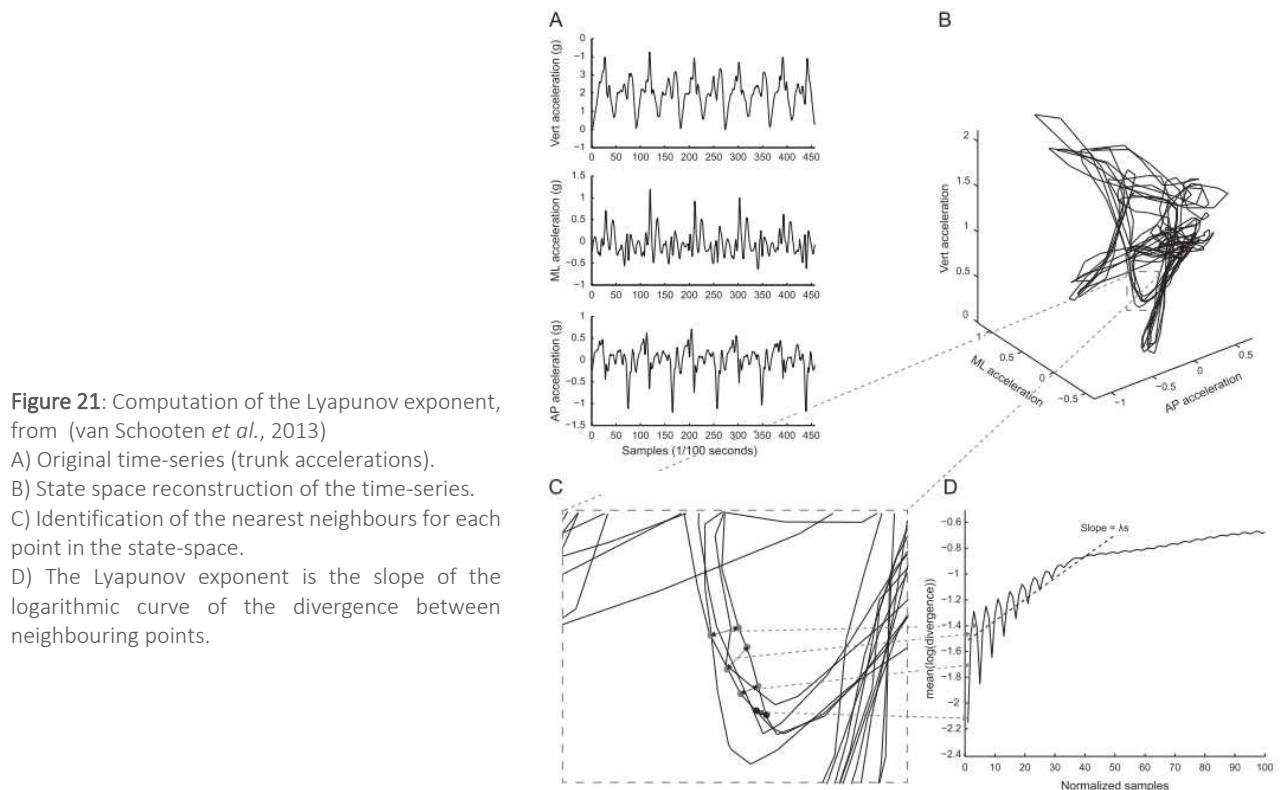 Figure 21: Computation of the Lyapunov exponent,
from (van Schooten et al., 2013)
A) Original time-series (trunk accelerations).
B) State space reconstruction of the time-series.
C) Identification of the nearest neighbours for each
point in the state-space.
D) The Lyapunov exponent is the slope of the
logarithmic curve of the divergence between
neighbouring points.
A
Vert acceleration (g)
0
−1
3
2
1
0
−1
0 50 100 150 200 250 300 350 400 450
ML acceleration (g)
1.5
1
0.5
0
−0.5
−1
0 50 100 150 200 250 300 350 400 450
AP acceleration (g)
1
0.5
0
−0.5
−1
−1.5
0 50 100 150 200 250 300 350 400 450
Samples (1/100 seconds)
B
Vert acceleration
2
1.5
1
0.5
0
1
0.5
0
−0.5
ML acceleration
−1
−0.5
0
0.5
AP acceleration
C
D
Slope = λs
mean(log(divergence))
−0.6
−0.8
−1
−1.2
−1.4
−1.6
−1.8
−2
−2.2
−2.4
0 10 20 30 40 50 60 70 80 90 100
Normalized samples